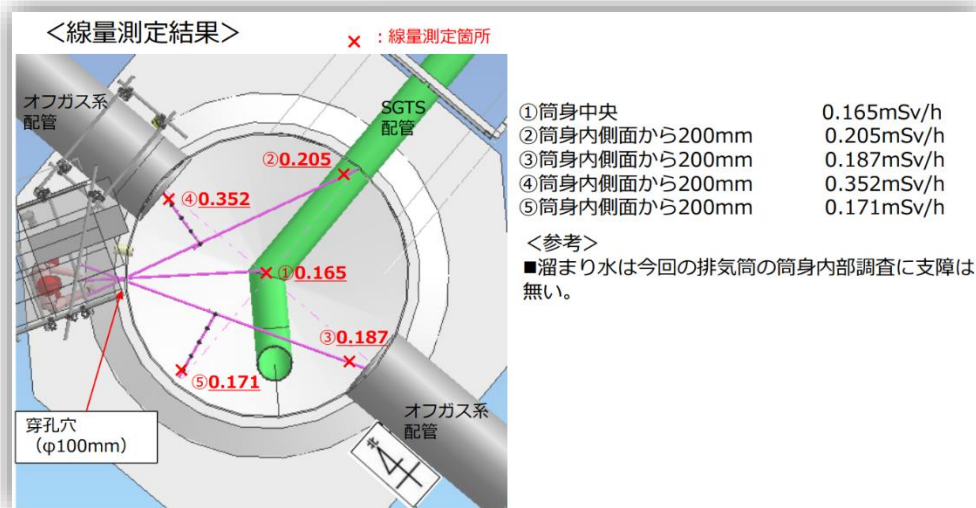 ＜線量測定結果＞
× ：線量測定箇所
オフガス系
配管
SGTS
配管
②0.205
④0.352
①0.165
③0.187
⑤0.171
穿孔穴
（φ100mm）
オフガス系
配管
北
①筒身中央 0.165mSv/h
②筒身内側面から200mm 0.205mSv/h
③筒身内側面から200mm 0.187mSv/h
④筒身内側面から200mm 0.352mSv/h
⑤筒身内側面から200mm 0.171mSv/h
＜参考＞
■溜まり水は今回の排気筒の筒身内部調査に支障は
無い。